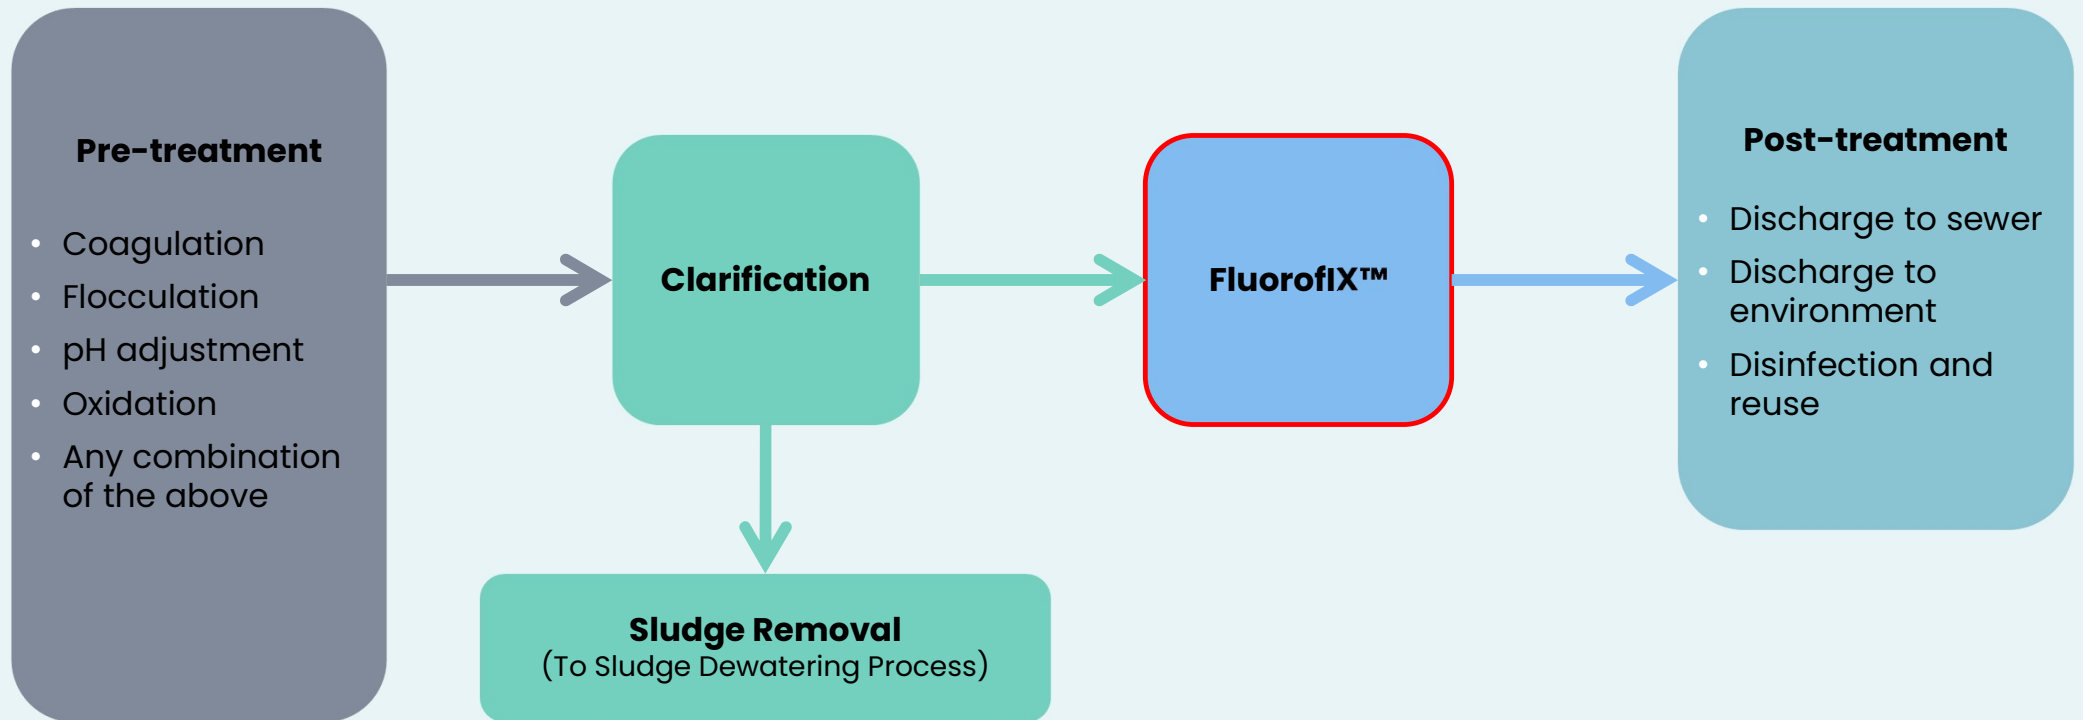 Pre-treatment
• Coagulation
• Flocculation
• pH adjustment
• Oxidation
• Any combination
of the above
Clarification
Sludge Removal
(To Sludge Dewatering Process)
FluorofIX™
Post-treatment
• Discharge to sewer
• Discharge to
environment
• Disinfection and
reuse